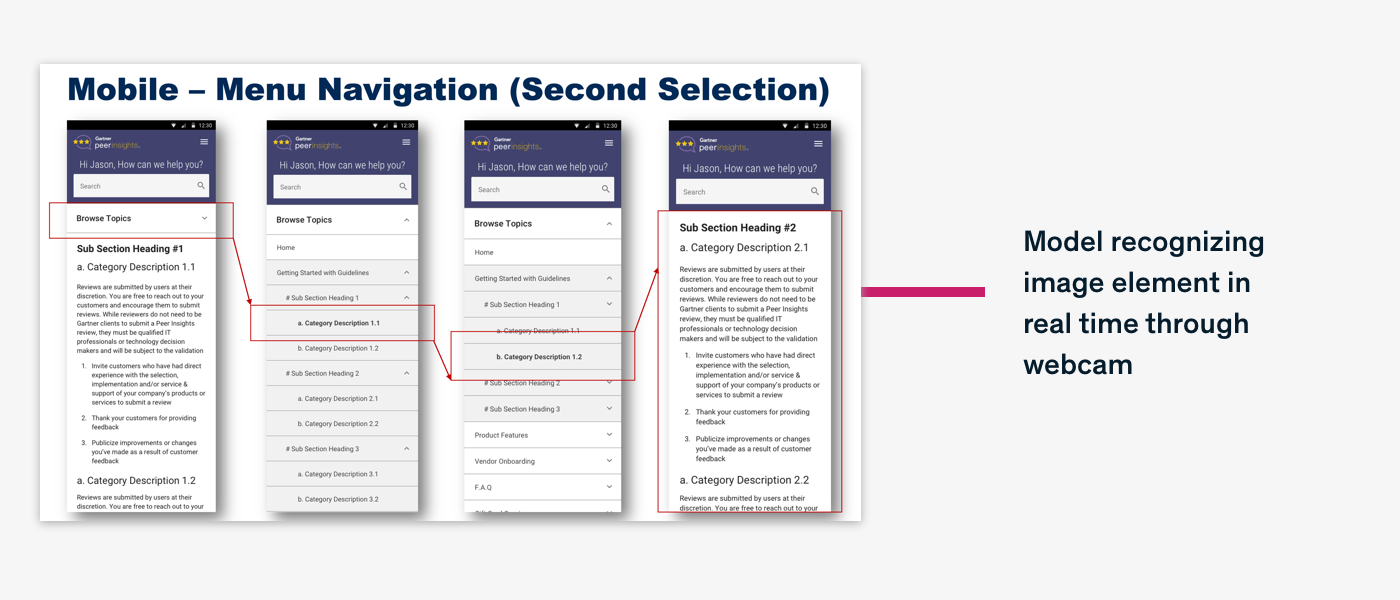 Mobile – Menu Navigation (Second Selection)
12:30
Gartner
peerinsights.
Hi Jason, How can we help you?
Search
Browse Topics
Sub Section Heading #1
a. Category Description 1.1
Reviews are submitted by users at their
discretion. You are free to reach out to your
customers and encourage them to submit
reviews. While reviewers do not need to be
Gartner clients to submit a Peer Insights
review, they must be qualified IT
professionals or technology decision
makers and will be subject to the validation
1. Invite customers who have had direct
experience with the selection,
implementation and/or service &
support of your company's products or
services to submit a review
2. Thank your customers for providing
feedback
3. Publicize improvements or changes
you've made as a result of customer
feedback
a. Category Description 1.2
Reviews are submitted by users at their
discretion. You are free to reach out to your
12:30
Gartner
peerinsights.
Hi Jason, How can we help you?
Search
Browse Topics
Home
Getting Started with Guidelines
# Sub Section Heading 1
a. Category Description 1.1
b. Category Description 1.2
# Sub Section Heading 2
a. Category Description 2.1
b. Category Description 2.2
# Sub Section Heading 3
a. Category Description 3.1
b. Category Description 3.2
12:30
Gartner
peerinsights.
Hi Jason, How can we help you?
Search
Browse Topics
Home
Getting Started with Guidelines
# Sub Section Heading 1
a. Category Description 1.1
b. Category Description 1.2
# Sub Section Heading 2
# Sub Section Heading 3
Product Features
Vendor Onboarding
F.A.Q
12:30
Gartner
peerinsights.
Hi Jason, How can we help you?
Search
Sub Section Heading #2
a. Category Description 2.1
Reviews are submitted by users at their
discretion. You are free to reach out to your
customers and encourage them to submit
reviews. While reviewers do not need to be
Gartner clients to submit a Peer Insights
review, they must be qualified IT
professionals or technology decision
makers and will be subject to the validation
1. Invite customers who have had direct
experience with the selection,
implementation and/or service &
support of your company's products or
services to submit a review
2. Thank your customers for providing
feedback
3. Publicize improvements or changes
you've made as a result of customer
feedback
a. Category Description 2.2
Reviews are submitted by users at their
discretion. You are free to reach out to your
Model recognizing
image element in
real time through
webcam